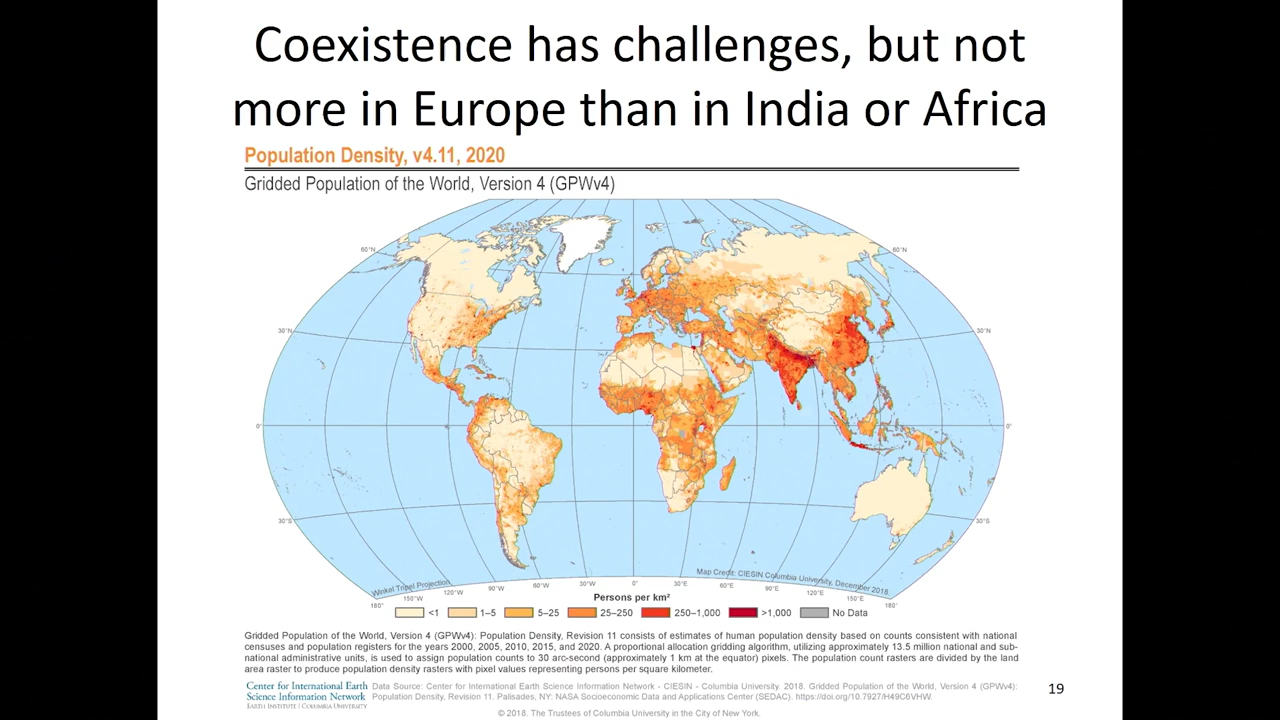 Coexistence has challenges, but not
more in Europe than in India or Africa
Population Density, v4.11, 2020
Gridded Population of the World, Version 4 (GPWv4)
60°N
60°N
30°N
30°N
0°
0°
30°S
30°S
Winkel Tripel Projection
Map Credit: CIESIN Columbia University, December 2018.
180°
150°W
120°W
90°W
60°W
30°W
0°
30°E
60°E
90°E
120°E
150°E
180°
Persons per km²
<1
1–5
5–25
25–250
250–1,000
>1,000
No Data
Gridded Population of the World, Version 4 (GPWv4): Population Density, Revision 11 consists of estimates of human population density based on counts consistent with national
censuses and population registers for the years 2000, 2005, 2010, 2015, and 2020. A proportional allocation gridding algorithm, utilizing approximately 13.5 million national and sub-
national administrative units, is used to assign population counts to 30 arc-second (approximately 1 km at the equator) pixels. The population count rasters are divided by the land
area raster to produce population density rasters with pixel values representing persons per square kilometer.
Center for International Earth
Science Information Network
EARTH INSTITUTE | COLUMBIA UNIVERSITY
Data Source: Center for International Earth Science Information Network - CIESIN - Columbia University. 2018. Gridded Population of the World, Version 4 (GPWv4):
Population Density, Revision 11. Palisades, NY: NASA Socioeconomic Data and Applications Center (SEDAC). https://doi.org/10.7927/H49C6VHW.
© 2018. The Trustees of Columbia University in the City of New York.
19